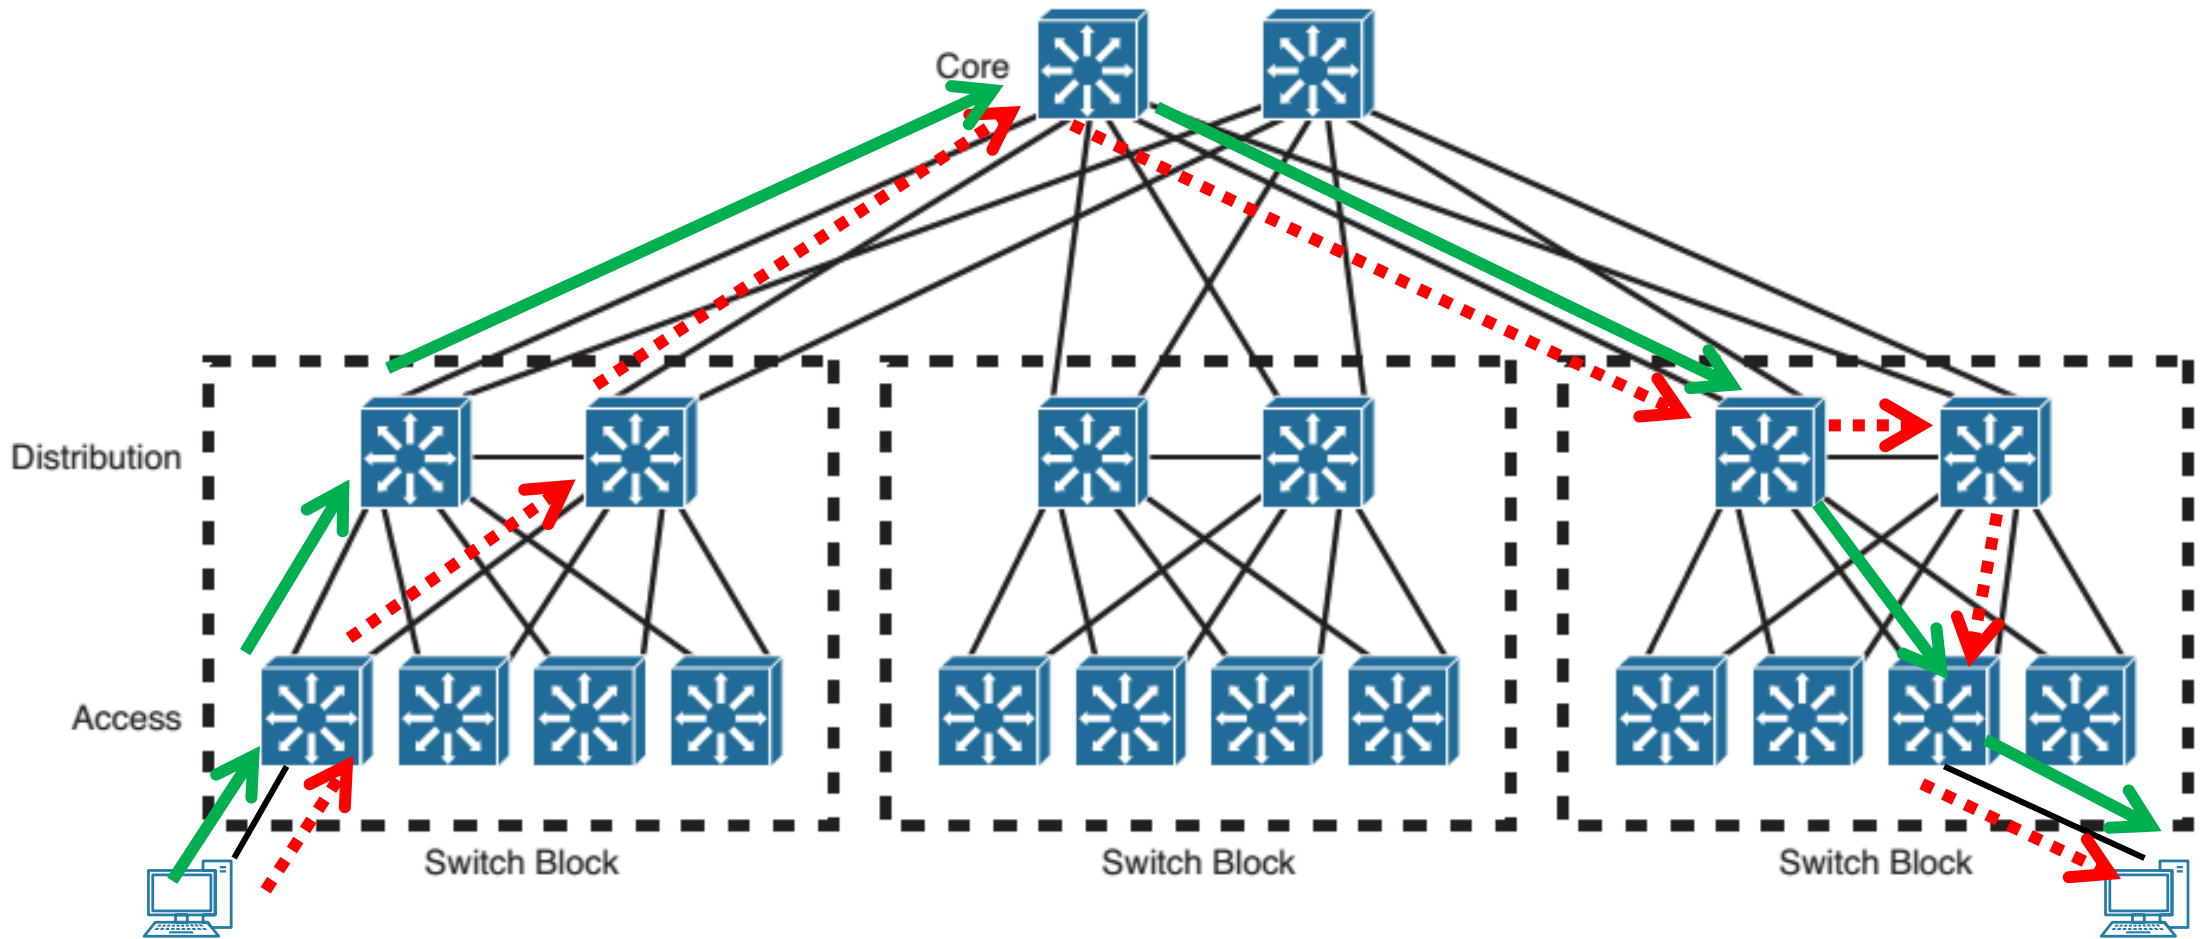 Core
Distribution
Access
Switch Block
Switch Block
Switch Block